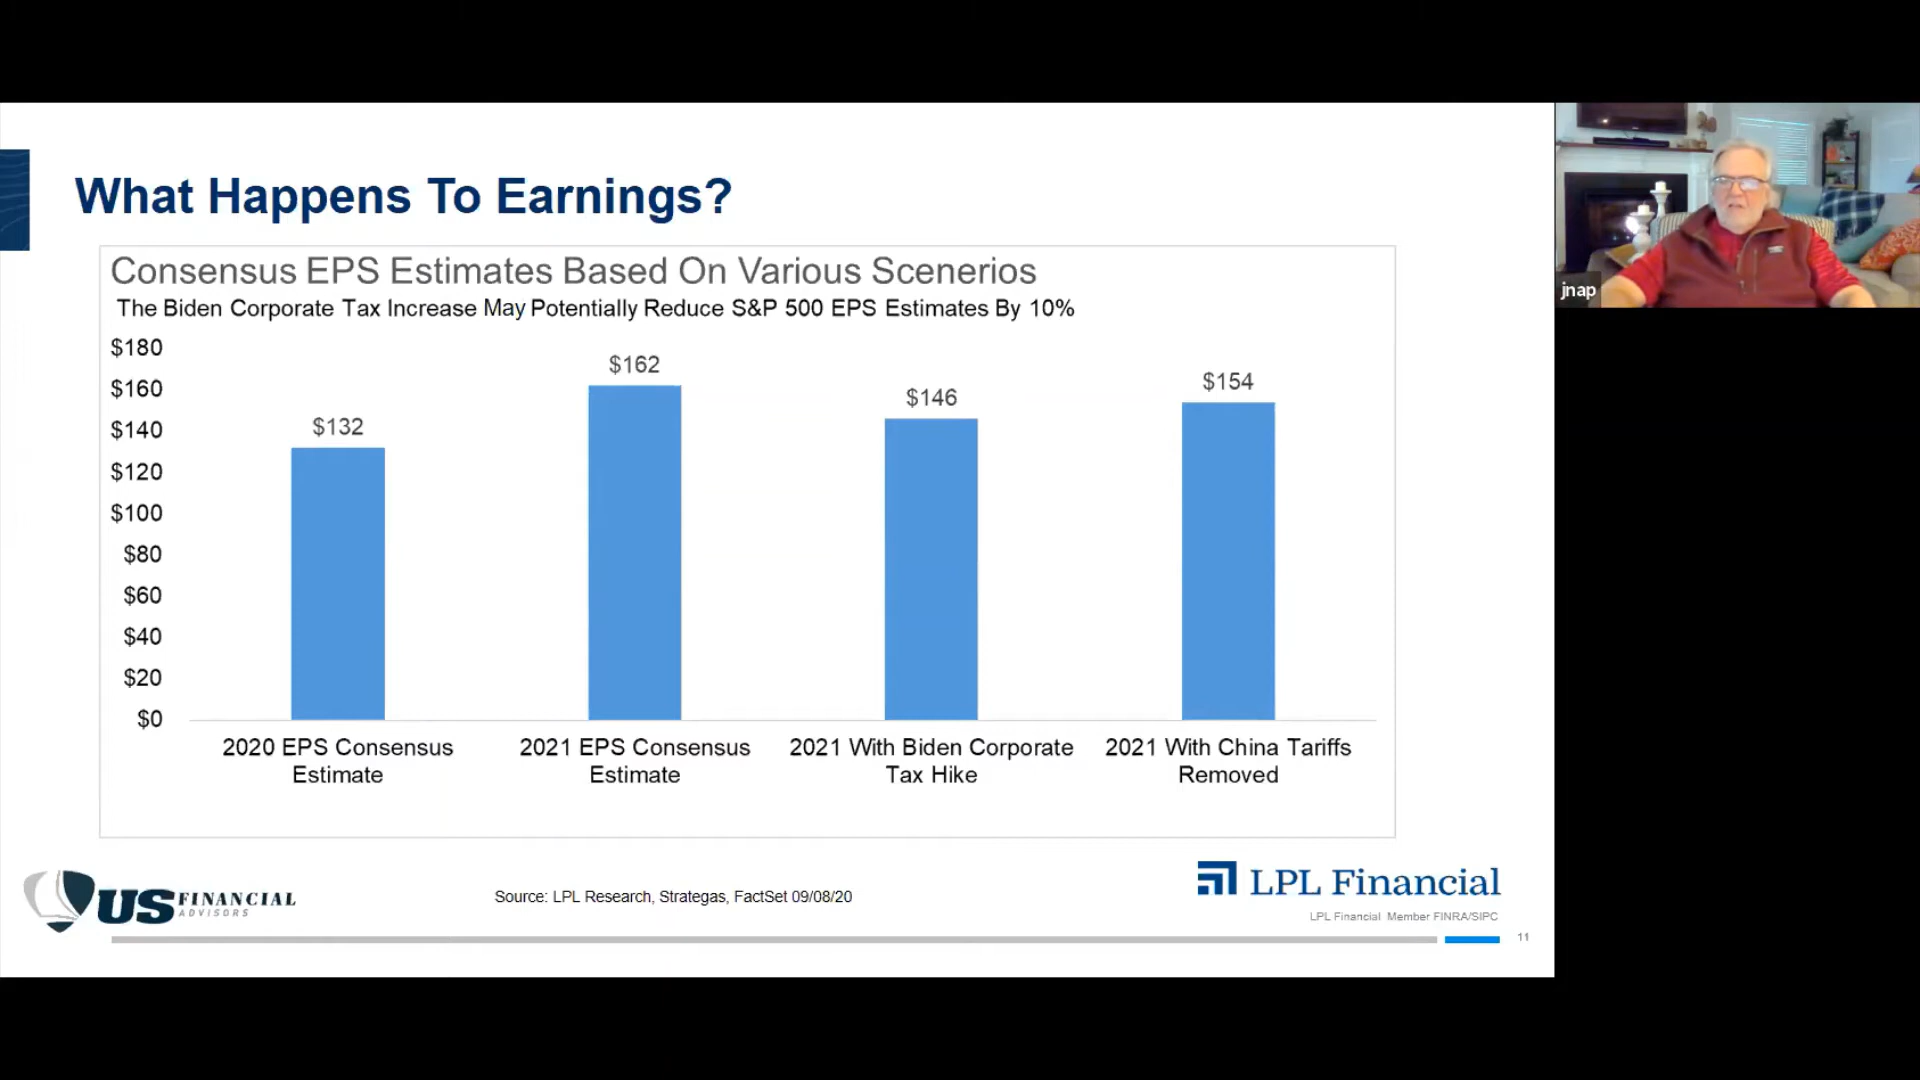 What Happens To Earnings?
Consensus EPS Estimates Based On Various Scenerios
The Biden Corporate Tax Increase May Potentially Reduce S&P 500 EPS Estimates By 10%
$180
$160
$140
$120
$100
$80
$60
$40
$20
$0
$132
$162
$146
$154
2020 EPS Consensus
Estimate
2021 EPS Consensus
Estimate
2021 With Biden Corporate
Tax Hike
2021 With China Tariffs
Removed
US FINANCIAL
ADVISORS
Source: LPL Research, Strategas, FactSet 09/08/20
LPL Financial
LPL Financial Member FINRA/SIPC
11
jnap